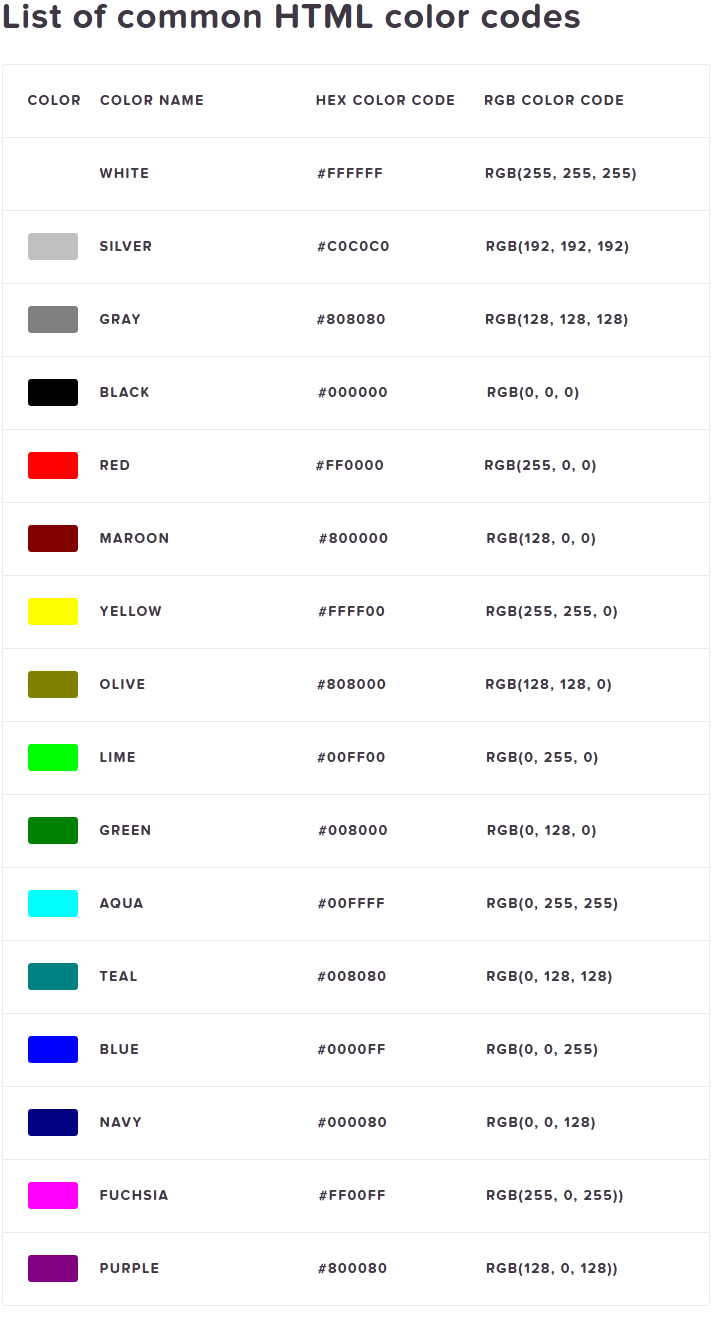 List of common HTML color codes
COLOR COLOR NAME HEX COLOR CODE RGB COLOR CODE
WHITE #FFFFFF RGB(255, 255, 255)
SILVER #C0C0C0 RGB(192, 192, 192)
GRAY #808080 RGB(128, 128, 128)
BLACK #000000 RGB(0, 0, 0)
RED #FF0000 RGB(255, 0, 0)
MAROON #800000 RGB(128, 0, 0)
YELLOW #FFFF00 RGB(255, 255, 0)
OLIVE #808000 RGB(128, 128, 0)
LIME #00FF00 RGB(0, 255, 0)
GREEN #008000 RGB(0, 128, 0)
AQUA #00FFFF RGB(0, 255, 255)
TEAL #008080 RGB(0, 128, 128)
BLUE #0000FF RGB(0, 0, 255)
NAVY #000080 RGB(0, 0, 128)
FUCHSIA #FF00FF RGB(255, 0, 255))
PURPLE #800080 RGB(128, 0, 128))